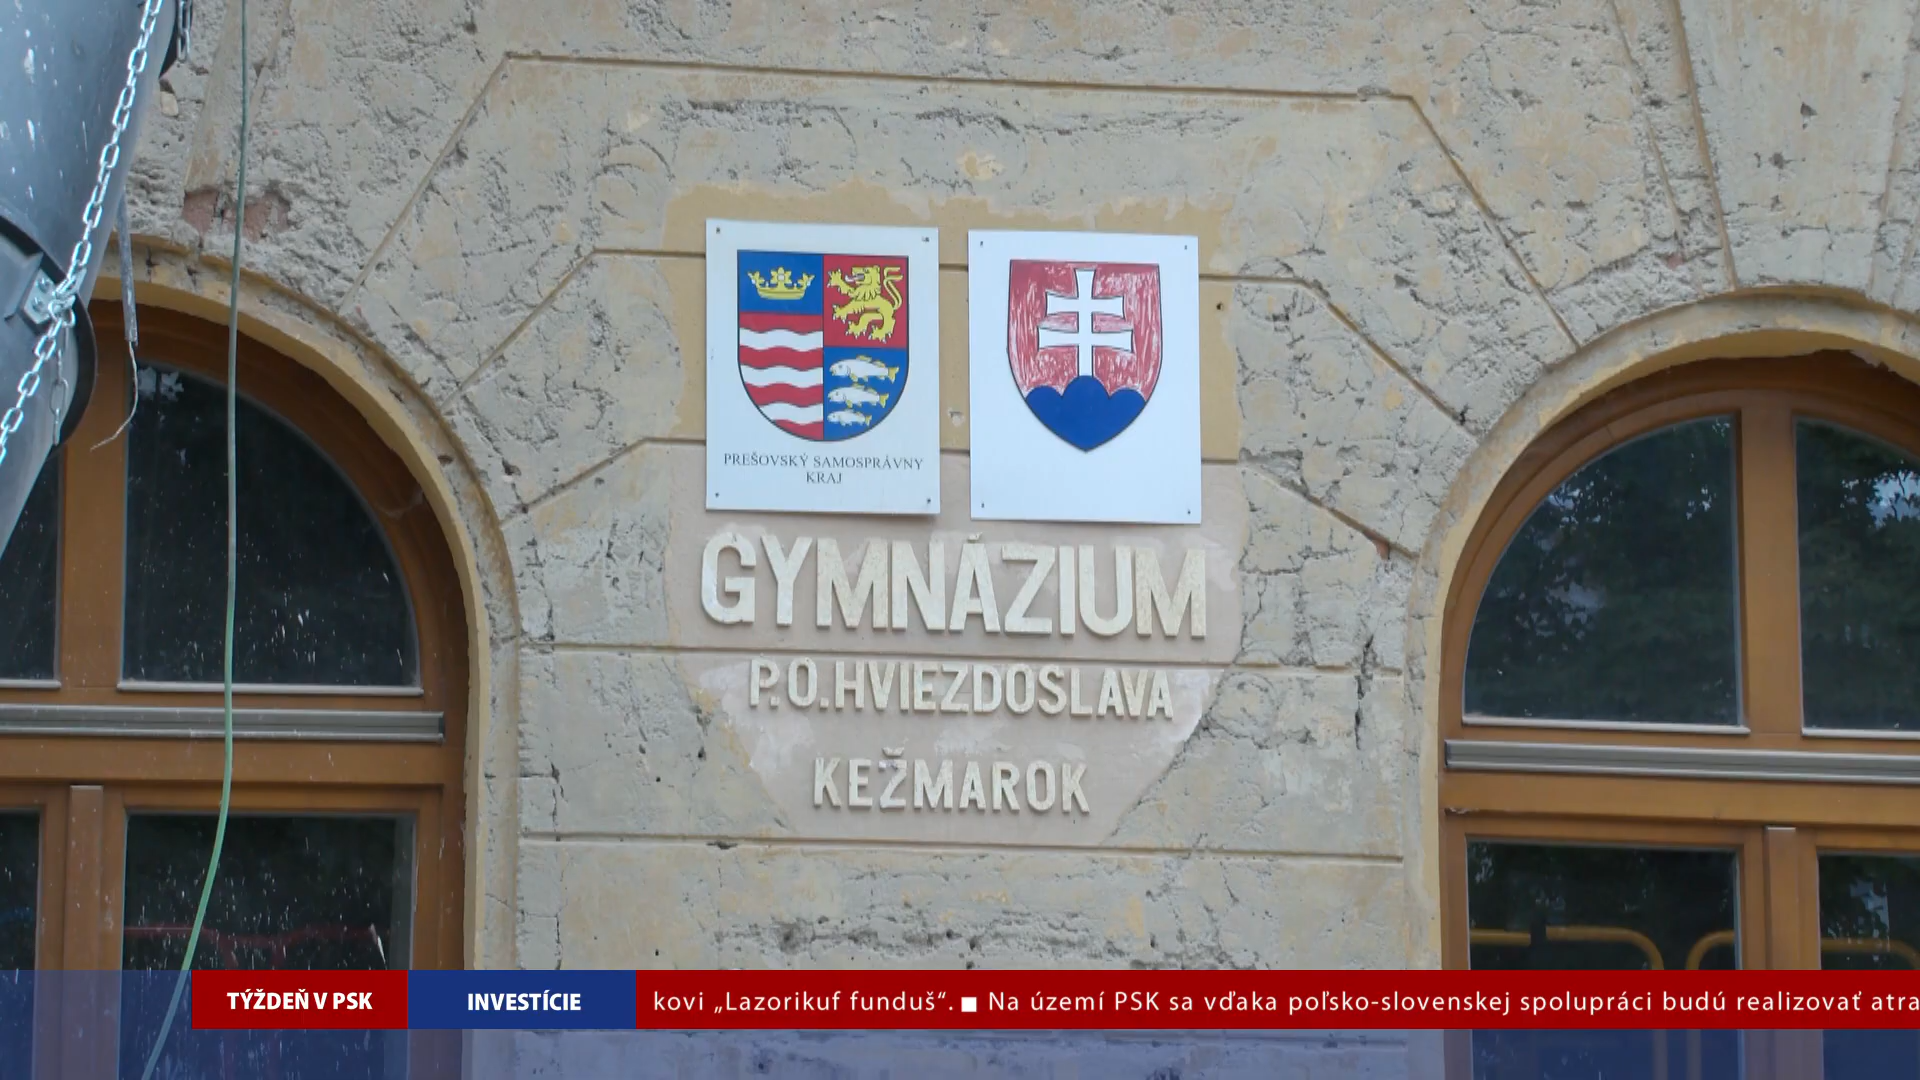 PREŠOVSKÝ SAMOSPRÁVNY
KRAJ
GYMNÁZIUM
P.O.HVIEZDOSLAVA
KEŽMAROK
TÝŽDEŇ V PSK
INVESTÍCIE
kovi „Lazorikuf funduš“. ■ Na území PSK sa vďaka poľsko-slovenskej spolupráci budú realizovať atra